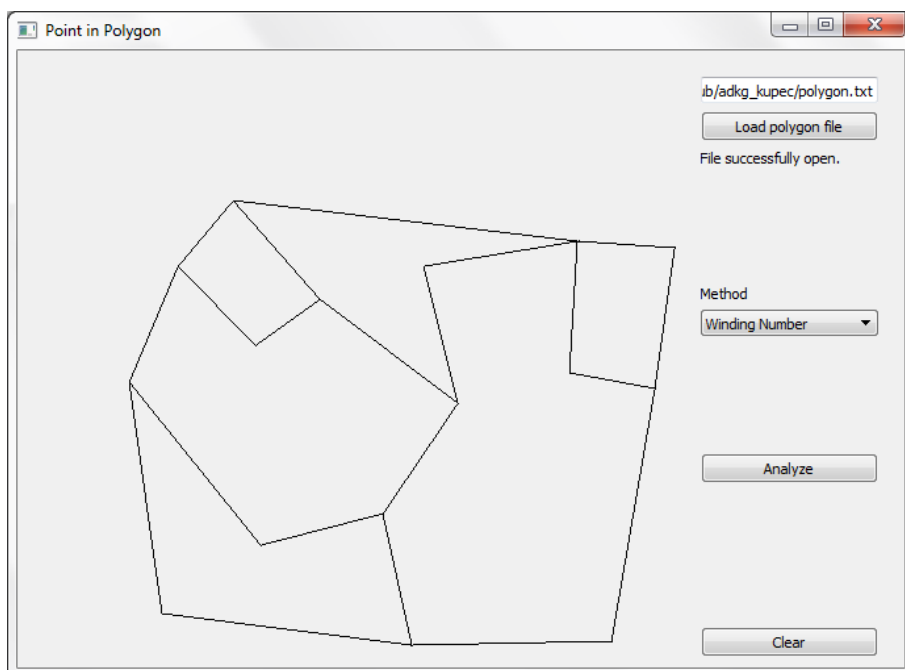 Point in Polygon
ub/adkg_kupec/polygon.txt
Load polygon file
File successfully open.
Method
Winding Number
Analyze
Clear